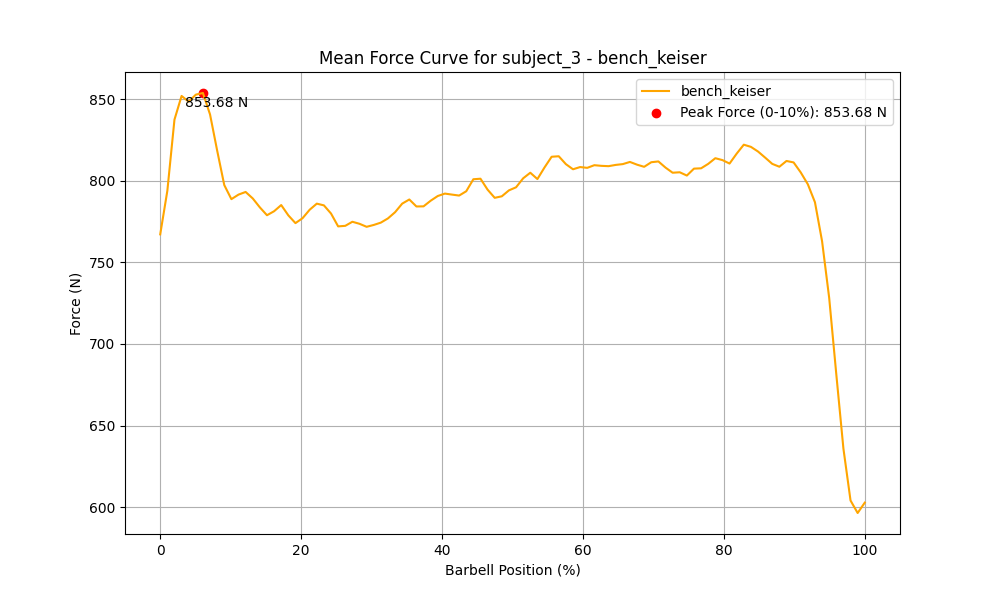 Mean Force Curve for subject_3 - bench_keiser
bench_keiser
Peak Force (0-10%): 853.68 N
853.68 N
850
800
750
700
650
600
Force (N)
0 20 40 60 80 100
Barbell Position (%)